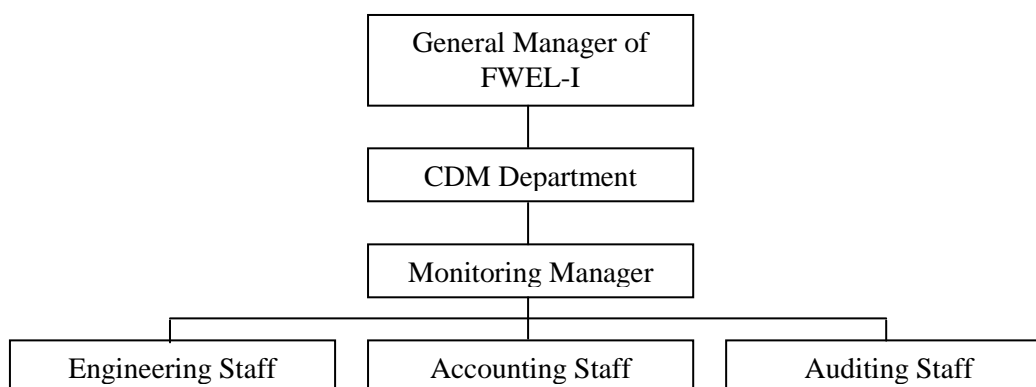 General Manager of
FWEL-I
CDM Department
Monitoring Manager
Engineering Staff
Accounting Staff
Auditing Staff